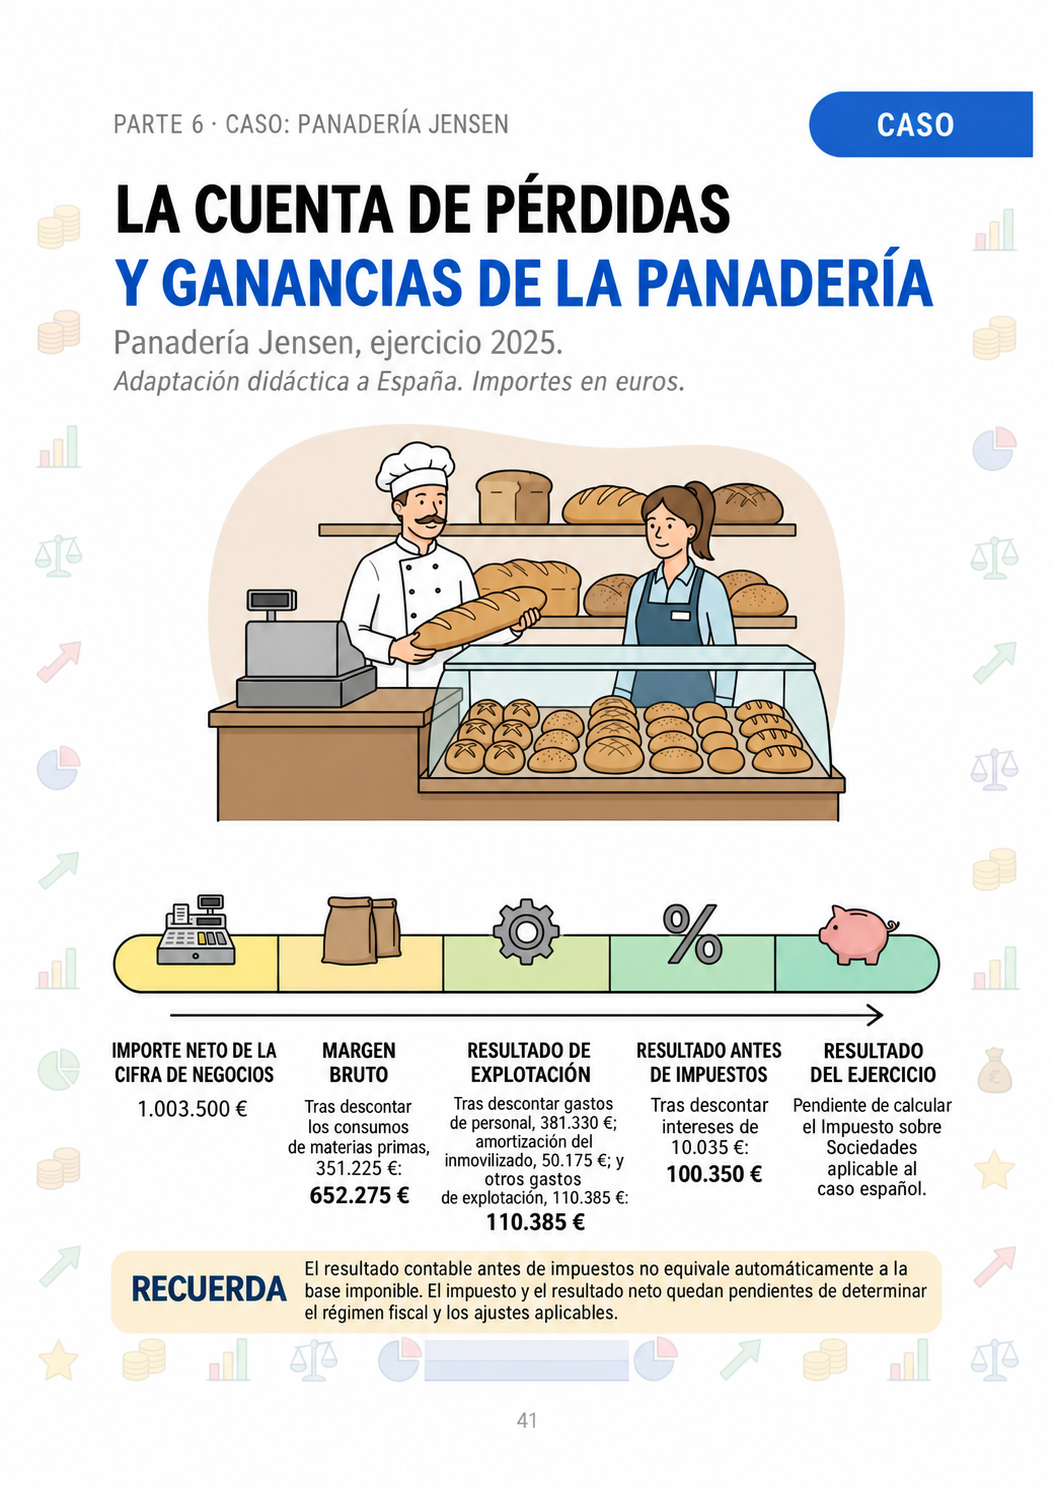 PARTE 6 · CASO: PANADERÍA JENSEN
CASO
LA CUENTA DE PÉRDIDAS
Y GANANCIAS DE LA PANADERÍA
Panadería Jensen, ejercicio 2025.
Adaptación didáctica a España. Importes en euros.
%
IMPORTE NETO DE LA
CIFRA DE NEGOCIOS
1.003.500 €
MARGEN
BRUTO
Tras descontar
los consumos
de materias primas,
351.225 €:
652.275 €
RESULTADO DE
EXPLOTACIÓN
Tras descontar gastos
de personal, 381.330 €;
amortización del
inmovilizado, 50.175 €; y
otros gastos
de explotación, 110.385 €:
110.385 €
RESULTADO ANTES
DE IMPUESTOS
Tras descontar
intereses de
10.035 €:
100.350 €
RESULTADO
DEL EJERCICIO
Pendiente de calcular
el Impuesto sobre
Sociedades
aplicable al
caso español.
RECUERDA
El resultado contable antes de impuestos no equivale automáticamente a la
base imponible. El impuesto y el resultado neto quedan pendientes de determinar
el régimen fiscal y los ajustes aplicables.
41